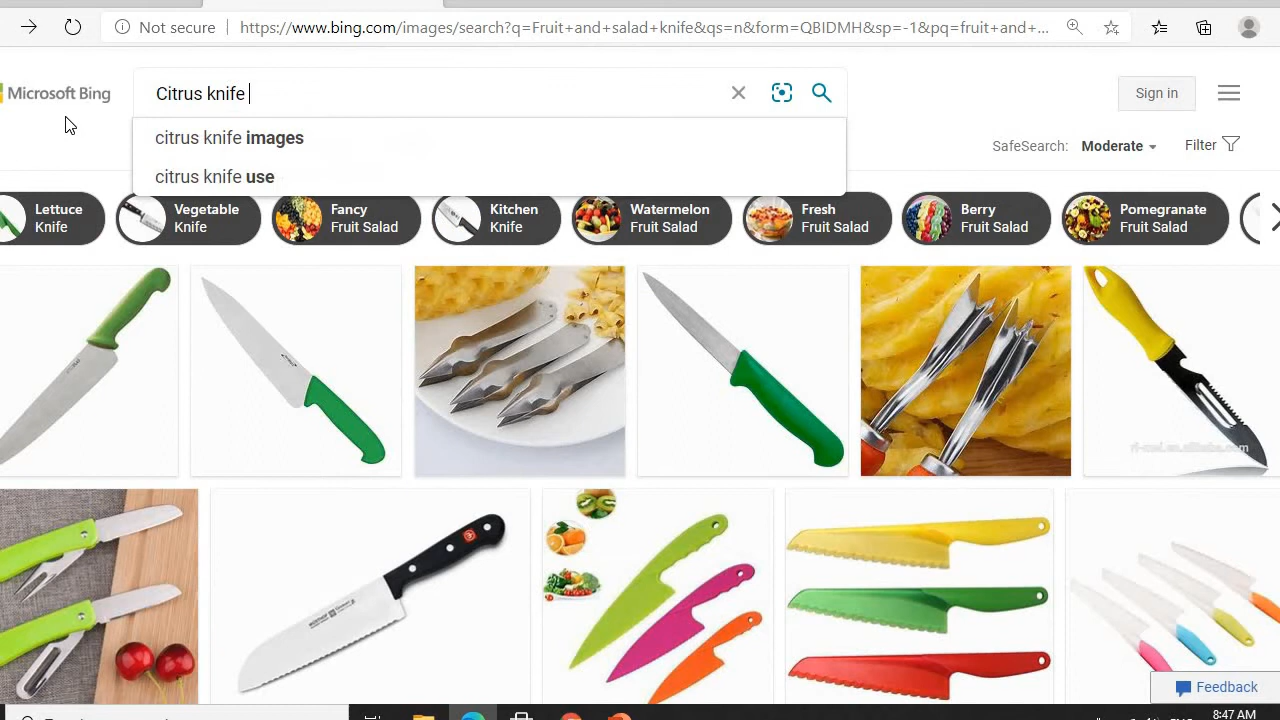 Not secure
https://www.bing.com/images/search?q=Fruit+and+salad+knife&qs=n&form=QBIDMH&sp=-1&pq=fruit+and+...
Microsoft Bing
Citrus knife
Sign in
citrus knife images
citrus knife use
SafeSearch: Moderate
Filter
Lettuce
Knife
Vegetable
Knife
Fancy
Fruit Salad
Kitchen
Knife
Watermelon
Fruit Salad
Fresh
Fruit Salad
Berry
Fruit Salad
Pomegranate
Fruit Salad
Feedback
8:47 AM